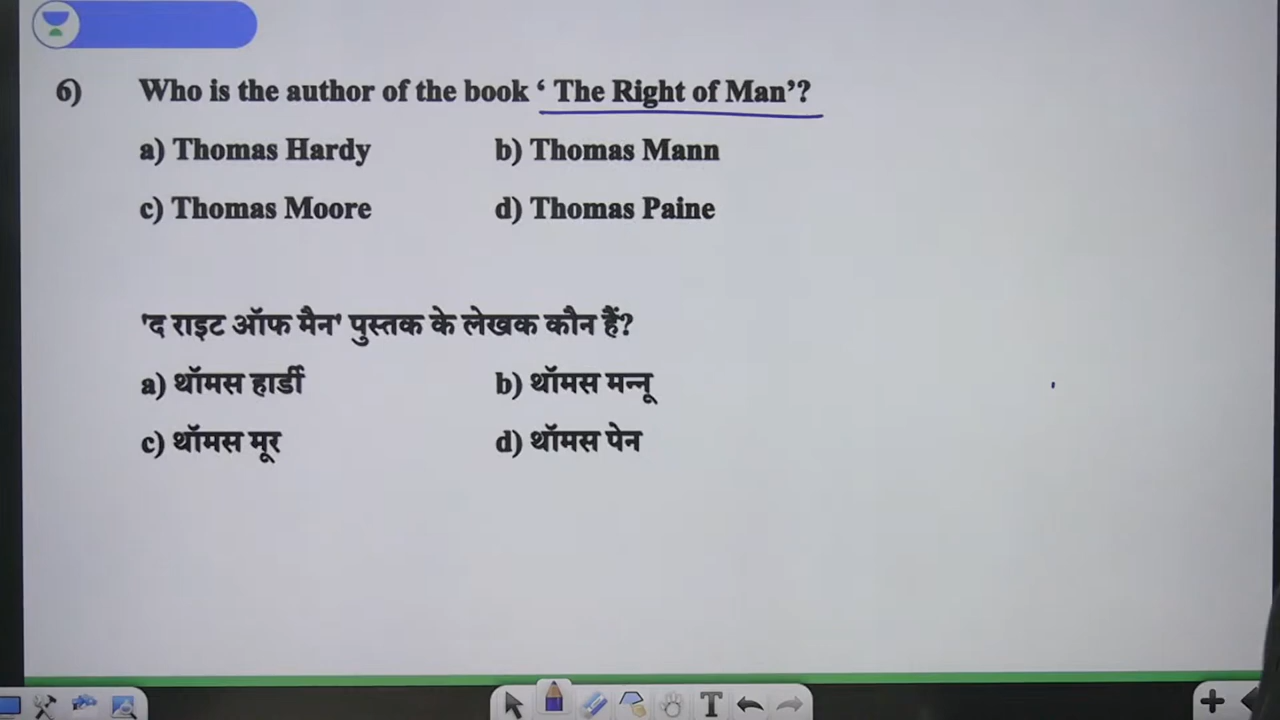 6) Who is the author of the book ‘ The Right of Man’?
a) Thomas Hardy b) Thomas Mann
c) Thomas Moore d) Thomas Paine
'द राइट ऑफ मैन' पुस्तक के लेखक कौन हैं?
a) थॉमस हार्डी b) थॉमस मन्नू
c) थॉमस मूर d) थॉमस पेन
T